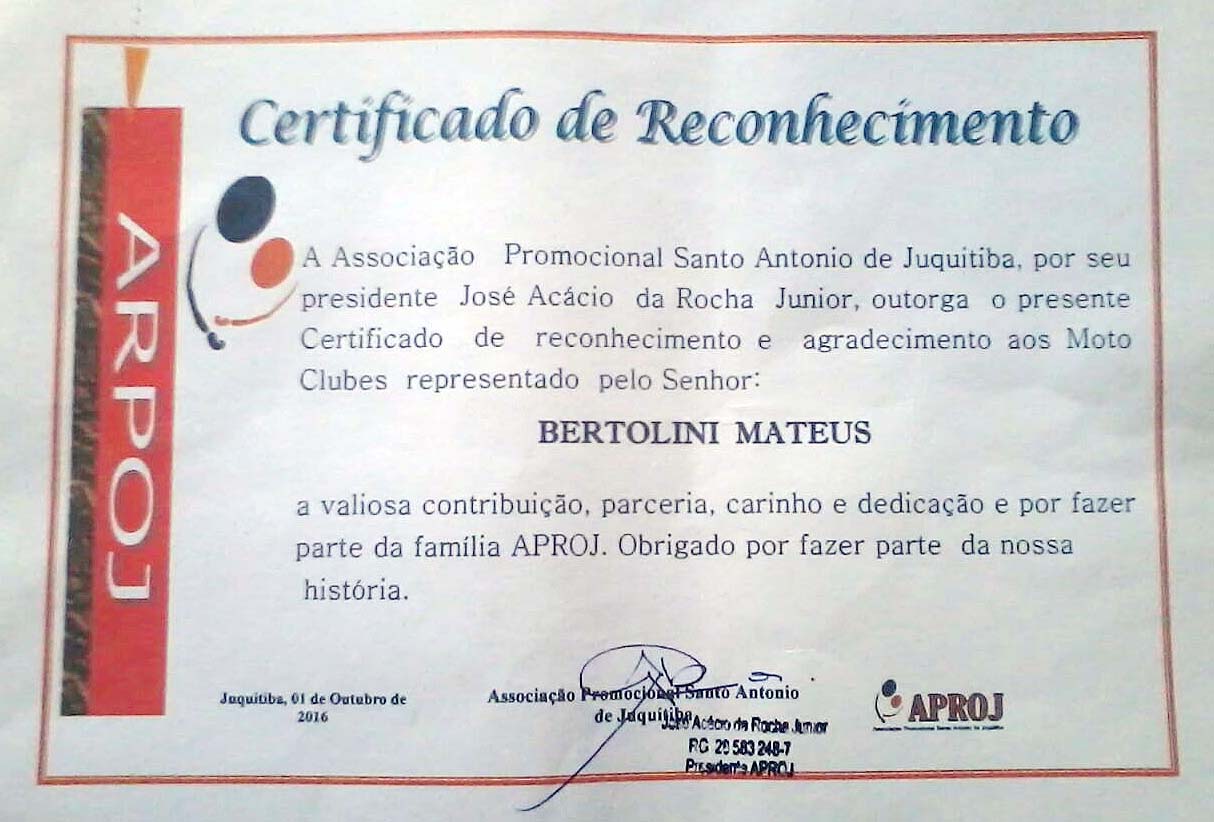 Certificado de Reconhecimento
ARPOJ
A Associação Promocional Santo Antonio de Juquitiba, por seu
presidente José Acácio da Rocha Junior, outorga o presente
Certificado de reconhecimento e agradecimento aos Moto
Clubes representado pelo Senhor:
BERTOLINI MATEUS
a valiosa contribuição, parceria, carinho e dedicação e por fazer
parte da família APROJ. Obrigado por fazer parte da nossa
história.
Juquitiba, 01 de Outubro de
2016
Associação Promocional Santo Antonio
de Juquitiba
José Acácio da Rocha Junior
RG 29 583 248-7
Presidente APROJ
APROJ